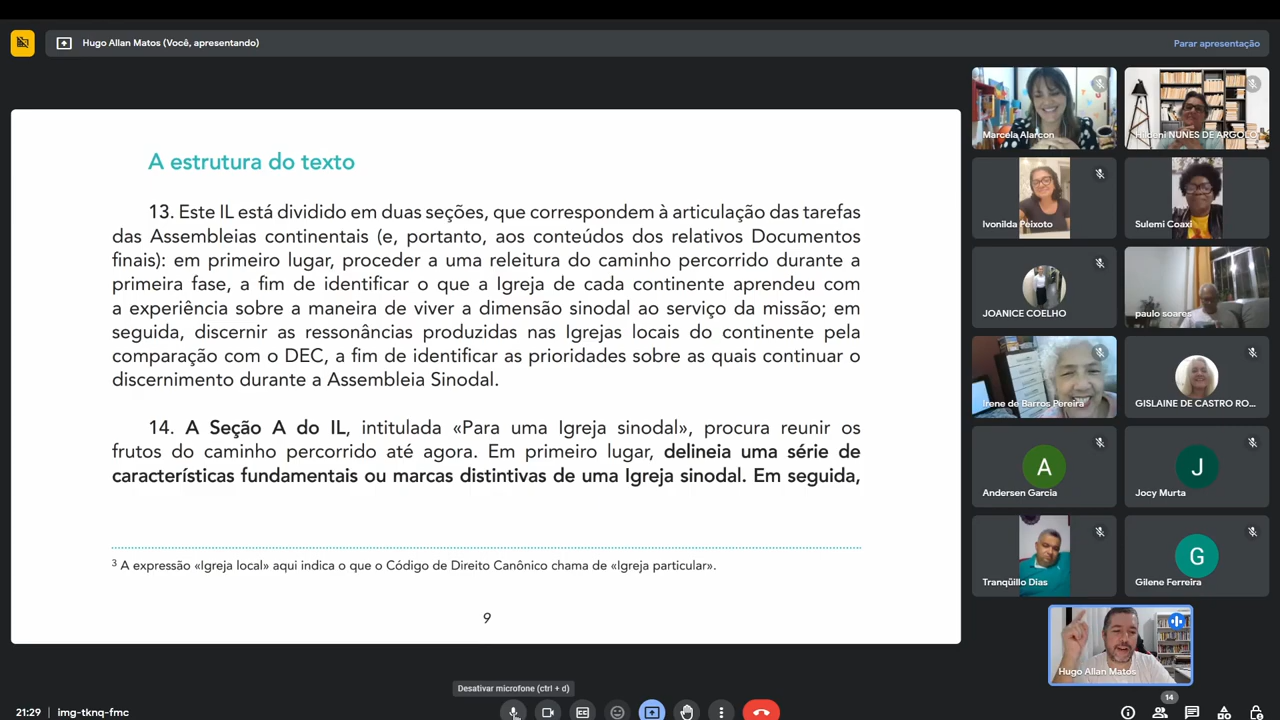 Hugo Allan Matos (Você, apresentando)
Parar apresentação
A estrutura do texto
13. Este IL está dividido em duas seções, que correspondem à articulação das tarefas
das Assembleias continentais (e, portanto, aos conteúdos dos relativos Documentos
finais): em primeiro lugar, proceder a uma releitura do caminho percorrido durante a
primeira fase, a fim de identificar o que a Igreja de cada continente aprendeu com
a experiência sobre a maneira de viver a dimensão sinodal ao serviço da missão; em
seguida, discernir as ressonâncias produzidas nas Igrejas locais do continente pela
comparação com o DEC, a fim de identificar as prioridades sobre as quais continuar o
discernimento durante a Assembleia Sinodal.
14. A Seção A do IL, intitulada «Para uma Igreja sinodal», procura reunir os
frutos do caminho percorrido até agora. Em primeiro lugar, delineia uma série de
características fundamentais ou marcas distintivas de uma Igreja sinodal. Em seguida,
3 A expressão «Igreja local» aqui indica o que o Código de Direito Canônico chama de «Igreja particular».
9
Marcela Alarcon
Hildeni NUNES DE ARGOLO
Ivonilda Peixoto
Sulemi Coaxi
JOANICE COELHO
paulo soares
Irene de Barros Pereira
GISLAINE DE CASTRO RO...
A
Andersen Garcia
J
Jocy Murta
Tranqüillo Dias
G
Gilene Ferreira
Hugo Allan Matos
Desativar microfone (ctrl + d)
14
21:29 | img-tknq-fmc